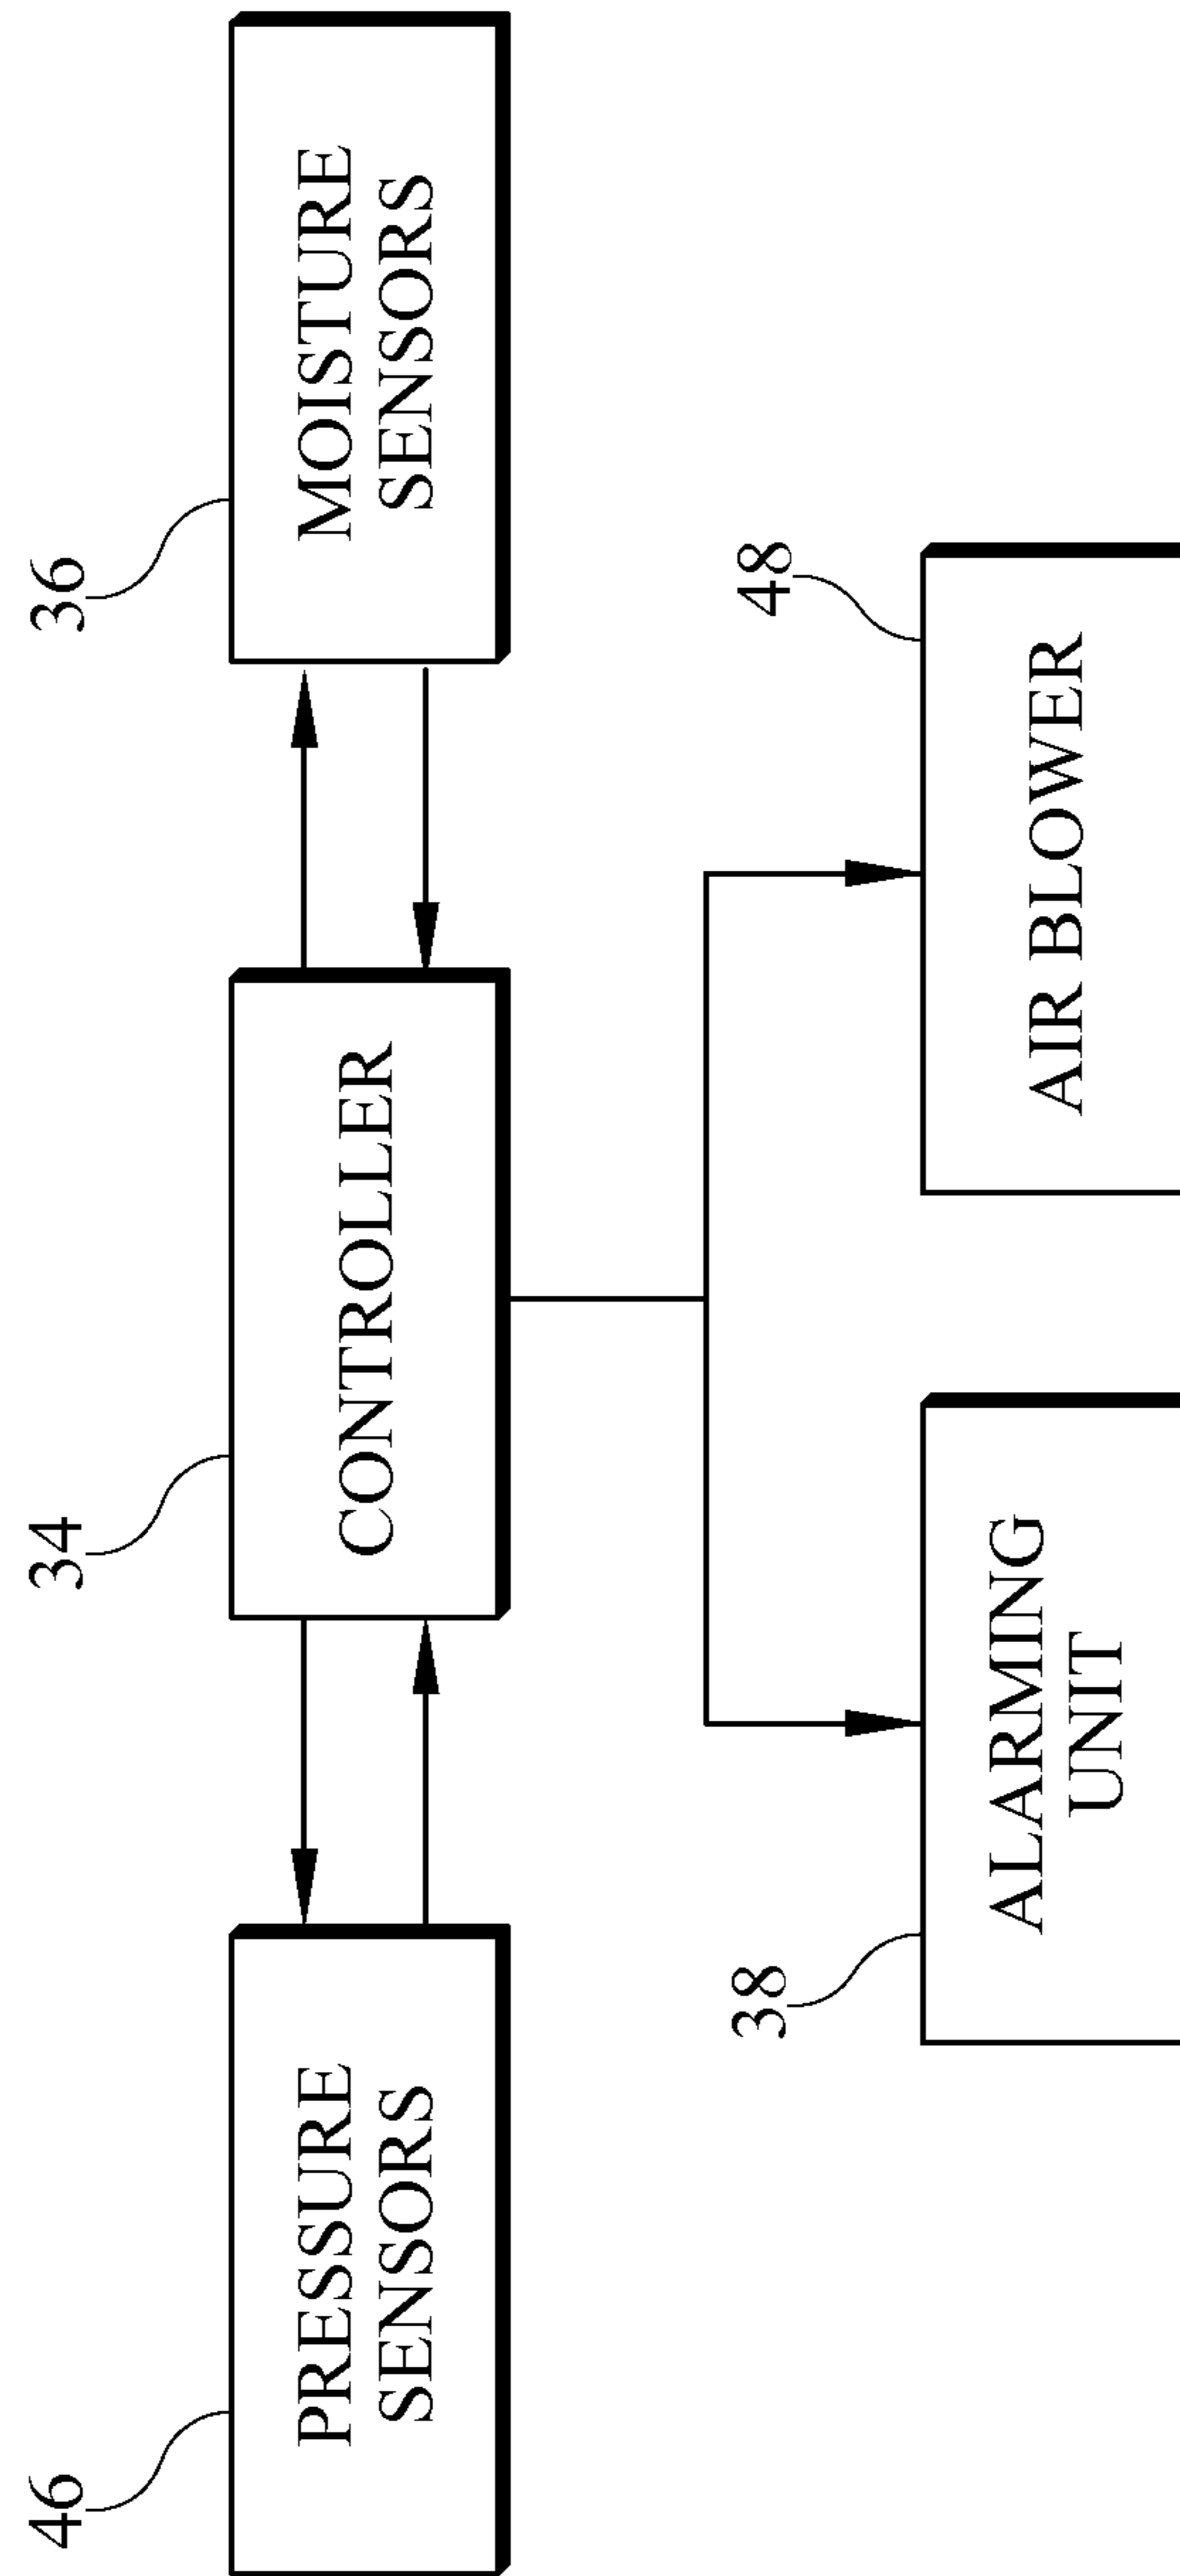 46
PRESSURE
SENSORS
34
CONTROLLER
36
MOISTURE
SENSORS
38
ALARMING
UNIT
48
AIR BLOWER